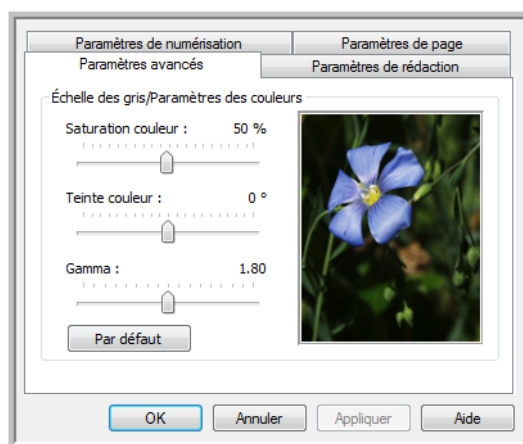 Paramètres de numérisation
Paramètres de page
Paramètres avancés
Paramètres de rédaction
Échelle des gris/Paramètres des couleurs
Saturation couleur : 50 %
Teinte couleur : 0 °
Gamma : 1.80
Par défaut
OK
Annuler
Appliquer
Aide